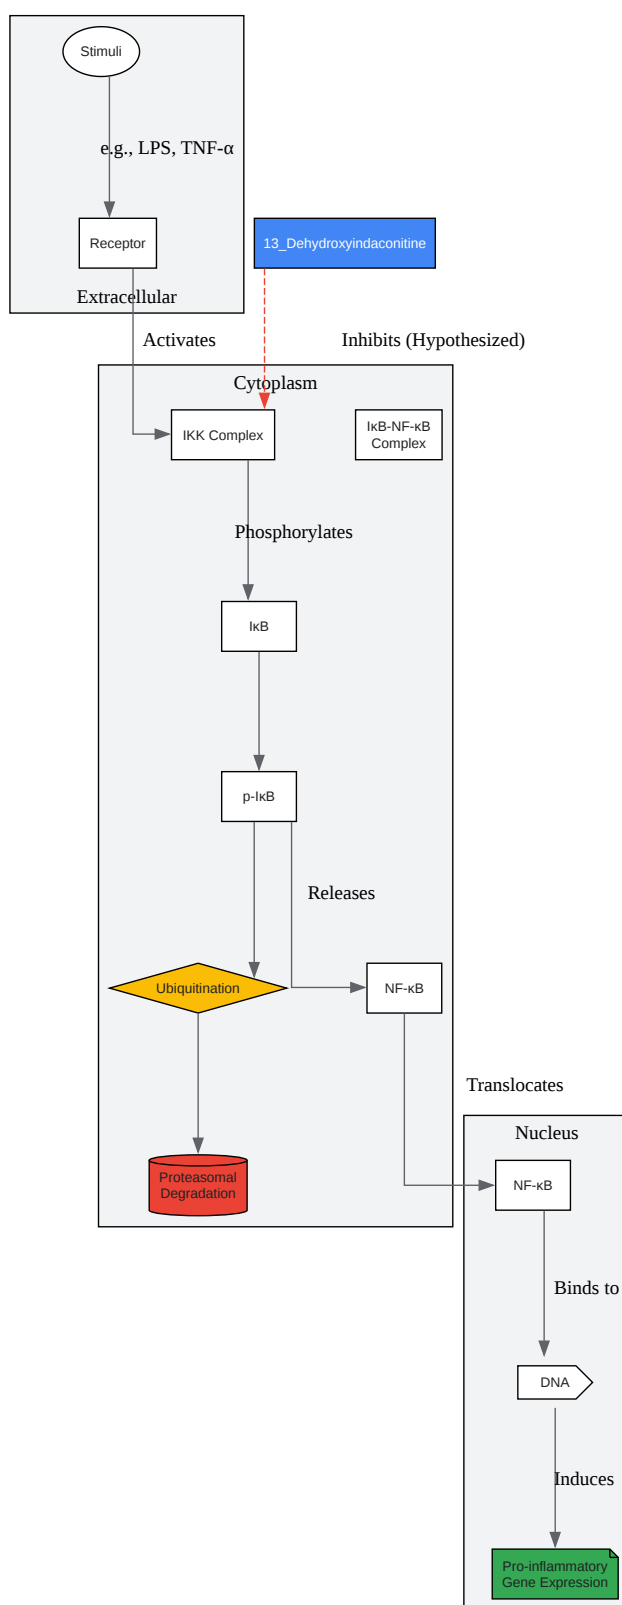 Stimuli
e.g., LPS, TNF-α
Receptor
13_Dehydroxyindaconitine
Extracellular
Activates
Inhibits (Hypothesized)
Cytoplasm
IKK Complex
IκB-NF-κB
Complex
Phosphorylates
IκB
p-IκB
Releases
Ubiquitination
NF-κB
Translocates
Nucleus
Proteasomal
Degradation
NF-κB
Binds to
DNA
Induces
Pro-inflammatory
Gene Expression